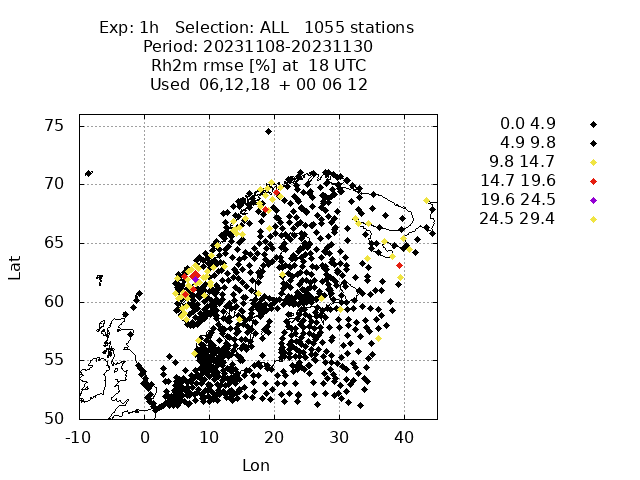 Exp: 1h   Selection: ALL   1055 stations
Period: 20231108-20231130
Rh2m rmse [%] at  18 UTC
Used  06,12,18  + 00 06 12
0.0 4.9
4.9 9.8
9.8 14.7
14.7 19.6
19.6 24.5
24.5 29.4
75
70
65
60
55
50
Lat
-10 0 10 20 30 40
Lon